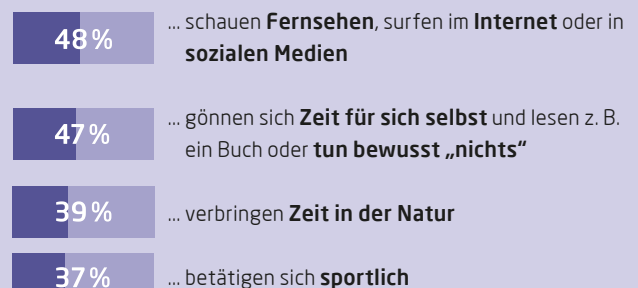 48 %
... schauen Fernsehen, surfen im Internet oder in
sozialen Medien
47 %
... gönnen sich Zeit für sich selbst und lesen z. B.
ein Buch oder tun bewusst „nichts“
39 %
... verbringen Zeit in der Natur
37 %
... betätigen sich sportlich